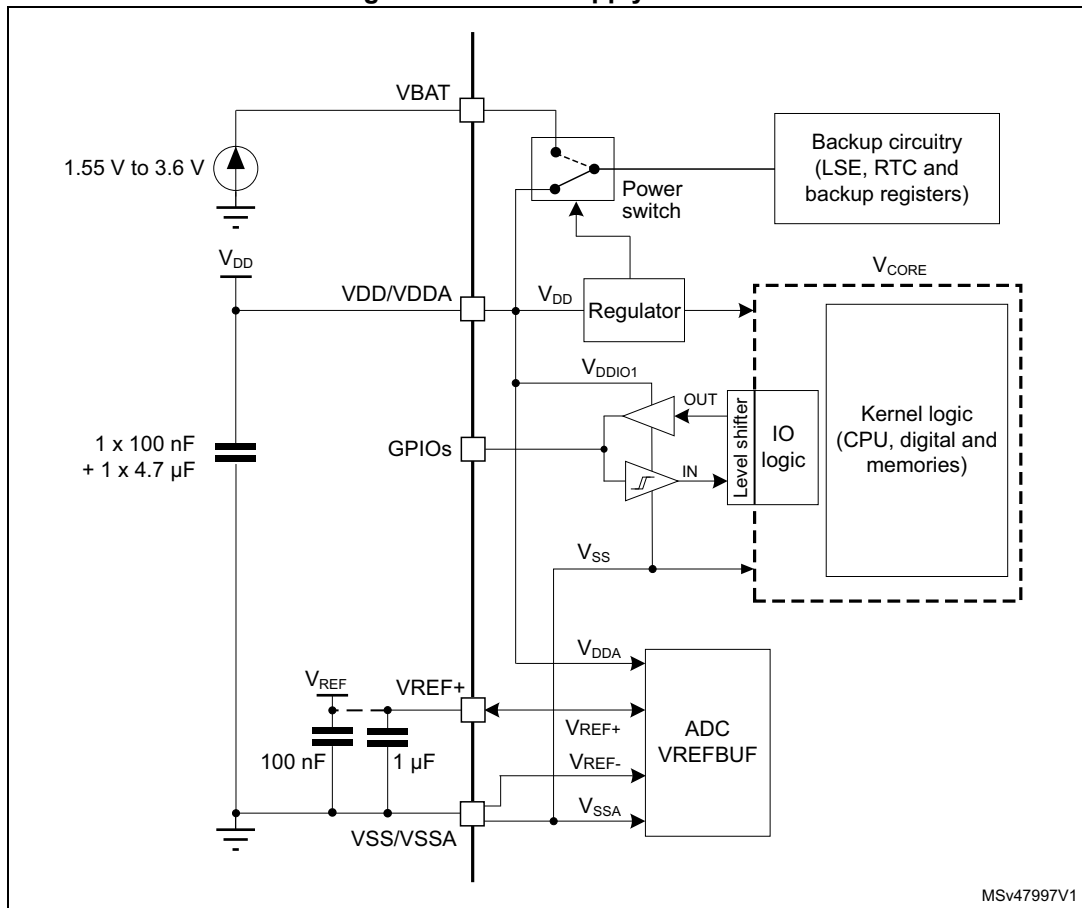 VBAT
1.55 V to 3.6 V
Power
switch
Backup circuitry
(LSE, RTC and
backup registers)
VDD
VDD/VDDA
VDD
Regulator
VCORE
VDDIO1
OUT
GPIOs
IN
Level shifter
IO
logic
Kernel logic
(CPU, digital and
memories)
1 x 100 nF
+ 1 x 4.7 µF
VSS
VDDA
VREF
VREF+
VREF+
100 nF
1 µF
VREF-
ADC
VREFBUF
VSSA
VSS/VSSA
MSv47997V1